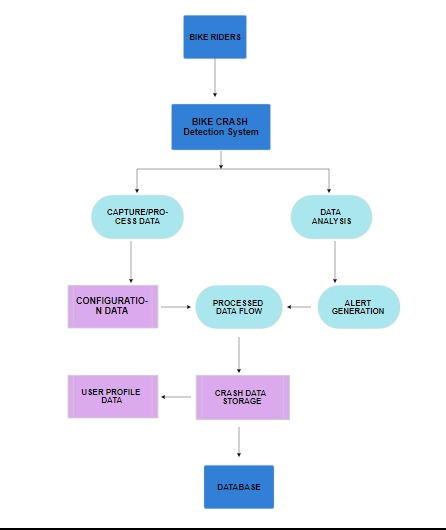 BIKE RIDERS
BIKE CRASH
Detection System
CAPTURE/PRO-
CESS DATA
DATA
ANALYSIS
CONFIGURATIO-
N DATA
PROCESSED
DATA FLOW
ALERT
GENERATION
USER PROFILE
DATA
CRASH DATA
STORAGE
DATABASE